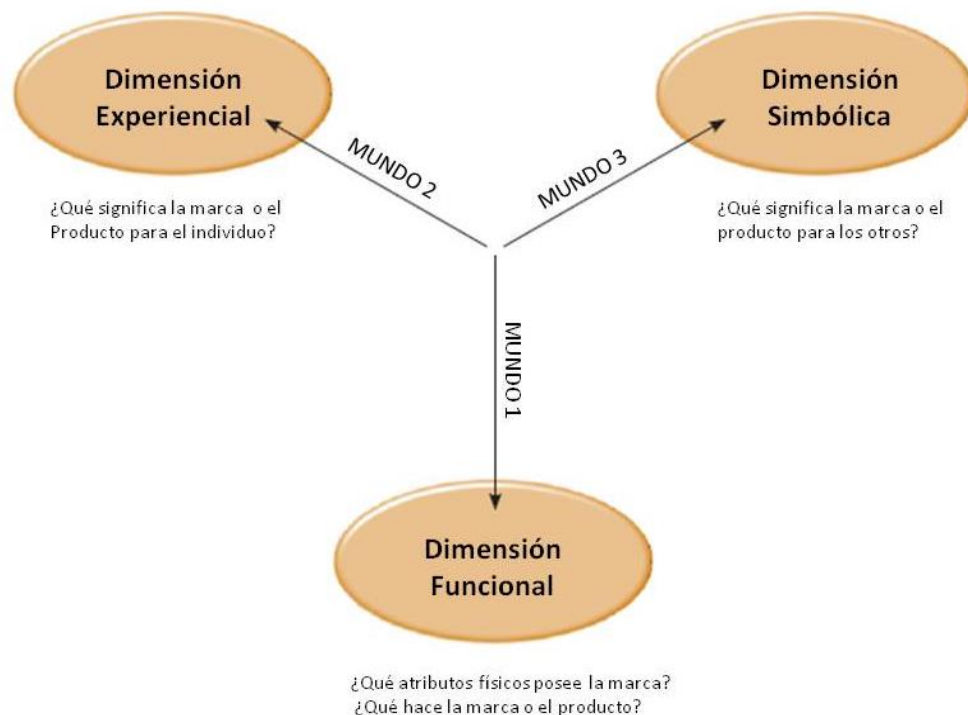 Dimensión
Experiencial
Dimensión
Simbólica
MUNDO 2
MUNDO 3
¿Qué significa la marca o el
Producto para el individuo?
¿Qué significa la marca o el
producto para los otros?
MUNDO 1
Dimensión
Funcional
¿Qué atributos físicos posee la marca?
¿Qué hace la marca o el producto?